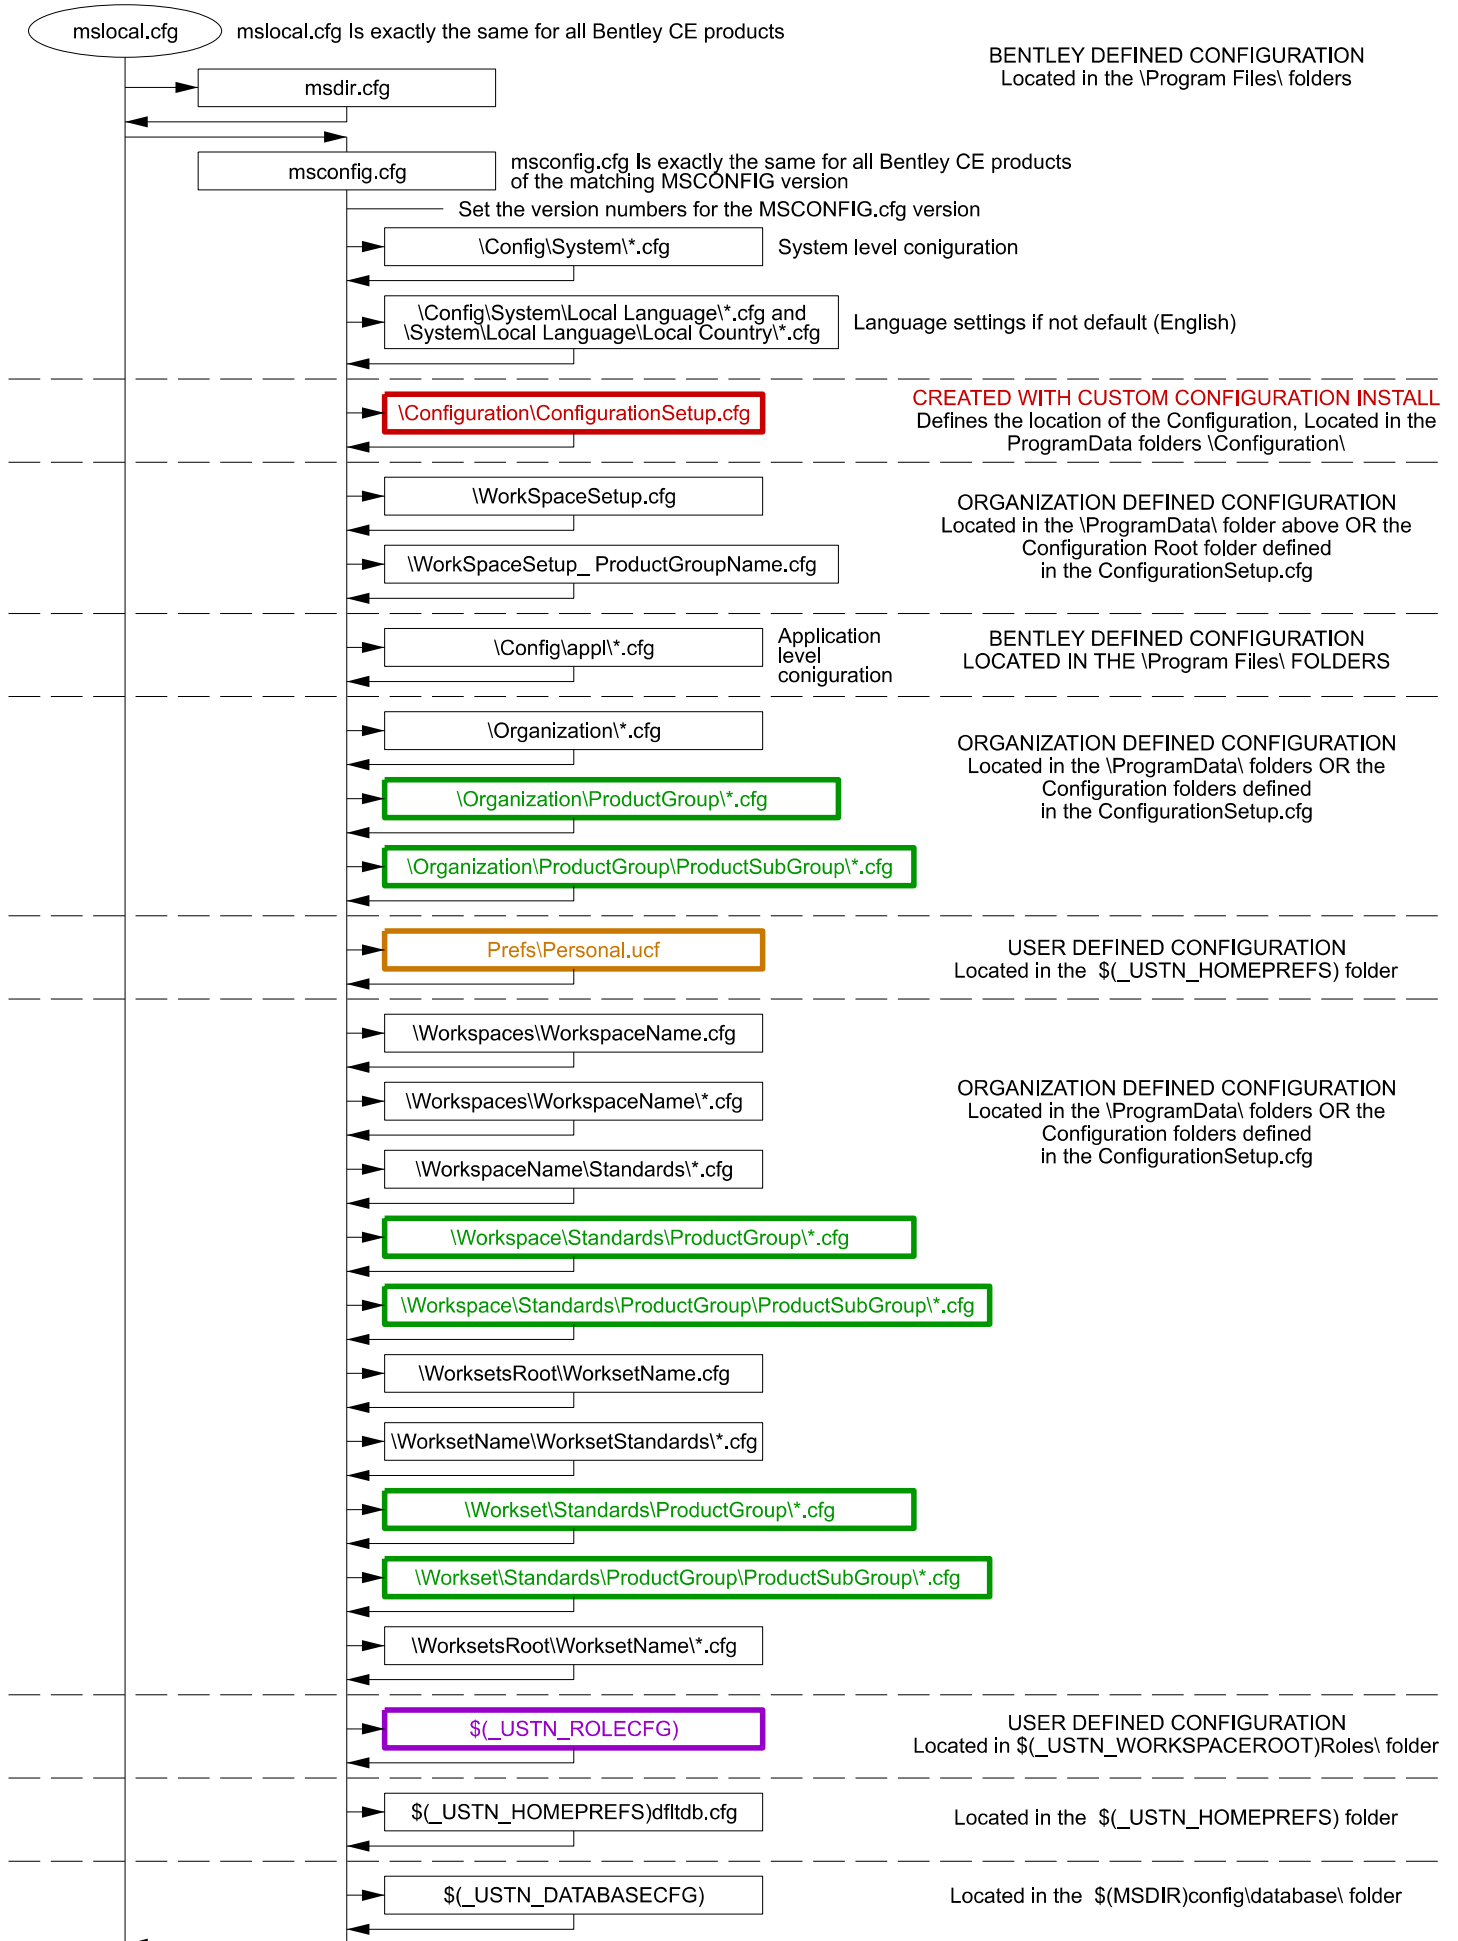 mslocal.cfg
mslocal.cfg Is exactly the same for all Bentley CE products
BENTLEY DEFINED CONFIGURATION
Located in the \Program Files\ folders
msdir.cfg
msconfig.cfg
msconfig.cfg Is exactly the same for all Bentley CE products
of the matching MSCONFIG version
Set the version numbers for the MSCONFIG.cfg version
\Config\System\*.cfg
System level coniguration
\Config\System\Local Language\*.cfg and
\System\Local Language\Local Country\*.cfg
Language settings if not default (English)
\Configuration\ConfigurationSetup.cfg
CREATED WITH CUSTOM CONFIGURATION INSTALL
Defines the location of the Configuration, Located in the
ProgramData folders \Configuration\
\WorkSpaceSetup.cfg
\WorkSpaceSetup_ ProductGroupName.cfg
ORGANIZATION DEFINED CONFIGURATION
Located in the \ProgramData\ folder above OR the
Configuration Root folder defined
in the ConfigurationSetup.cfg
\Config\appl\*.cfg
Application
level
coniguration
BENTLEY DEFINED CONFIGURATION
LOCATED IN THE \Program Files\ FOLDERS
\Organization\*.cfg
\Organization\ProductGroup\*.cfg
\Organization\ProductGroup\ProductSubGroup\*.cfg
ORGANIZATION DEFINED CONFIGURATION
Located in the \ProgramData\ folders OR the
Configuration folders defined
in the ConfigurationSetup.cfg
Prefs\Personal.ucf
USER DEFINED CONFIGURATION
Located in the $(_USTN_HOMEPREFS) folder
\Workspaces\WorkspaceName.cfg
\Workspaces\WorkspaceName\*.cfg
ORGANIZATION DEFINED CONFIGURATION
Located in the \ProgramData\ folders OR the
Configuration folders defined
in the ConfigurationSetup.cfg
\WorkspaceName\Standards\*.cfg
\Workspace\Standards\ProductGroup\*.cfg
\Workspace\Standards\ProductGroup\ProductSubGroup\*.cfg
\WorksetsRoot\WorksetName.cfg
\WorksetName\WorksetStandards\*.cfg
\Workset\Standards\ProductGroup\*.cfg
\Workset\Standards\ProductGroup\ProductSubGroup\*.cfg
\WorksetsRoot\WorksetName\*.cfg
$(_USTN_ROLECFG)
USER DEFINED CONFIGURATION
Located in $(_USTN_WORKSPACEROOT)Roles\ folder
$(_USTN_HOMEPREFS)dfltdb.cfg
Located in the $(_USTN_HOMEPREFS) folder
$(_USTN_DATABASECFG)
Located in the $(MSDIR)config\database\ folder